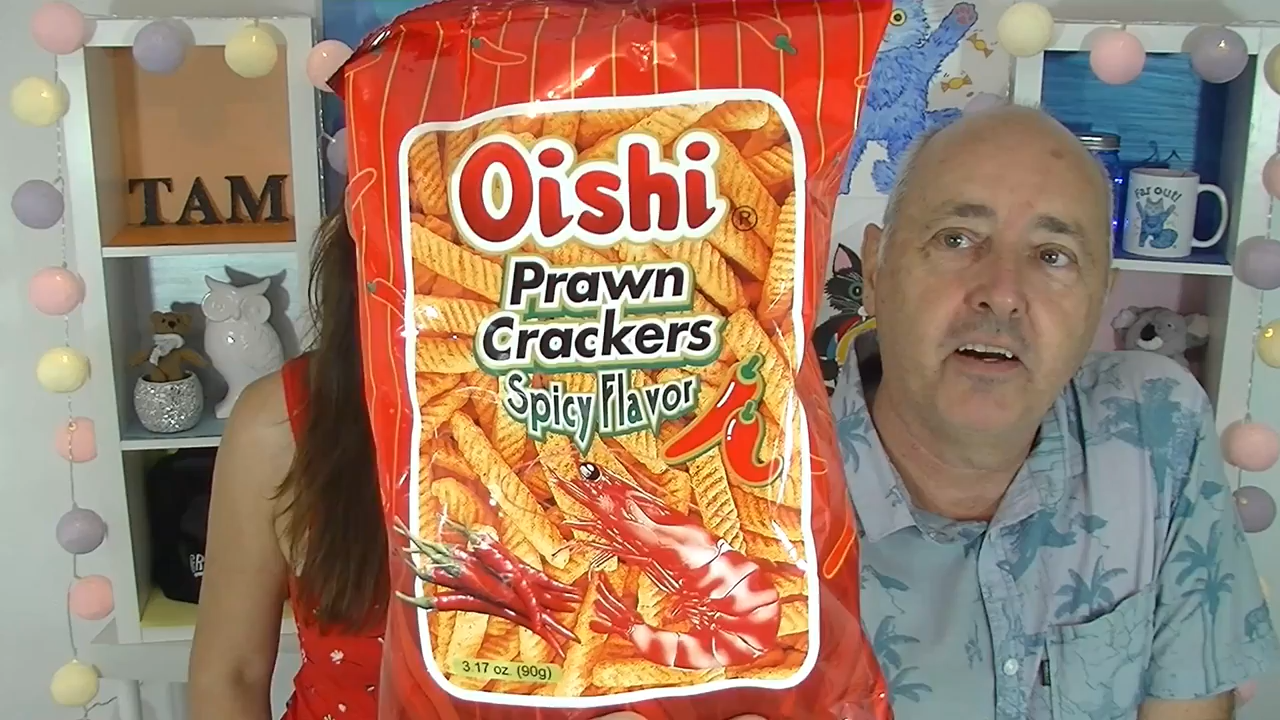 TAM
Oishi®
Prawn
Crackers
Spicy Flavor
3.17 oz. (90g)
FAR OUT!